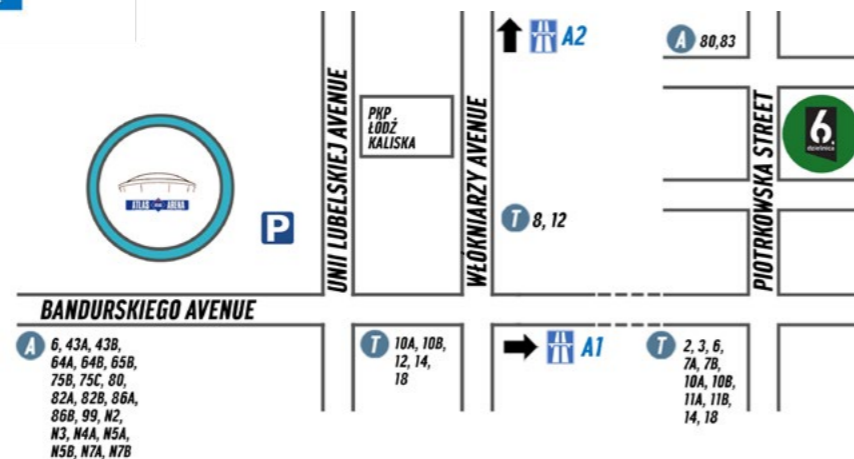 A2
A 80,83
UNII LUBELSKIEJ AVENUE
PKP
ŁÓDŹ
KALISKA
WŁÓKNIARZY AVENUE
PIOTRKOWSKA STREET
6.
dzielnica
ATLAS ARENA
P
T 8, 12
BANDURSKIEGO AVENUE
A 6, 43A, 43B,
64A, 64B, 65B,
75B, 75C, 80,
82A, 82B, 86A,
86B, 99, N2,
N3, N4A, N5A,
N5B, N7A, N7B
T 10A, 10B,
12, 14,
18
A1
T 2, 3, 6,
7A, 7B,
10A, 10B,
11A, 11B,
14, 18